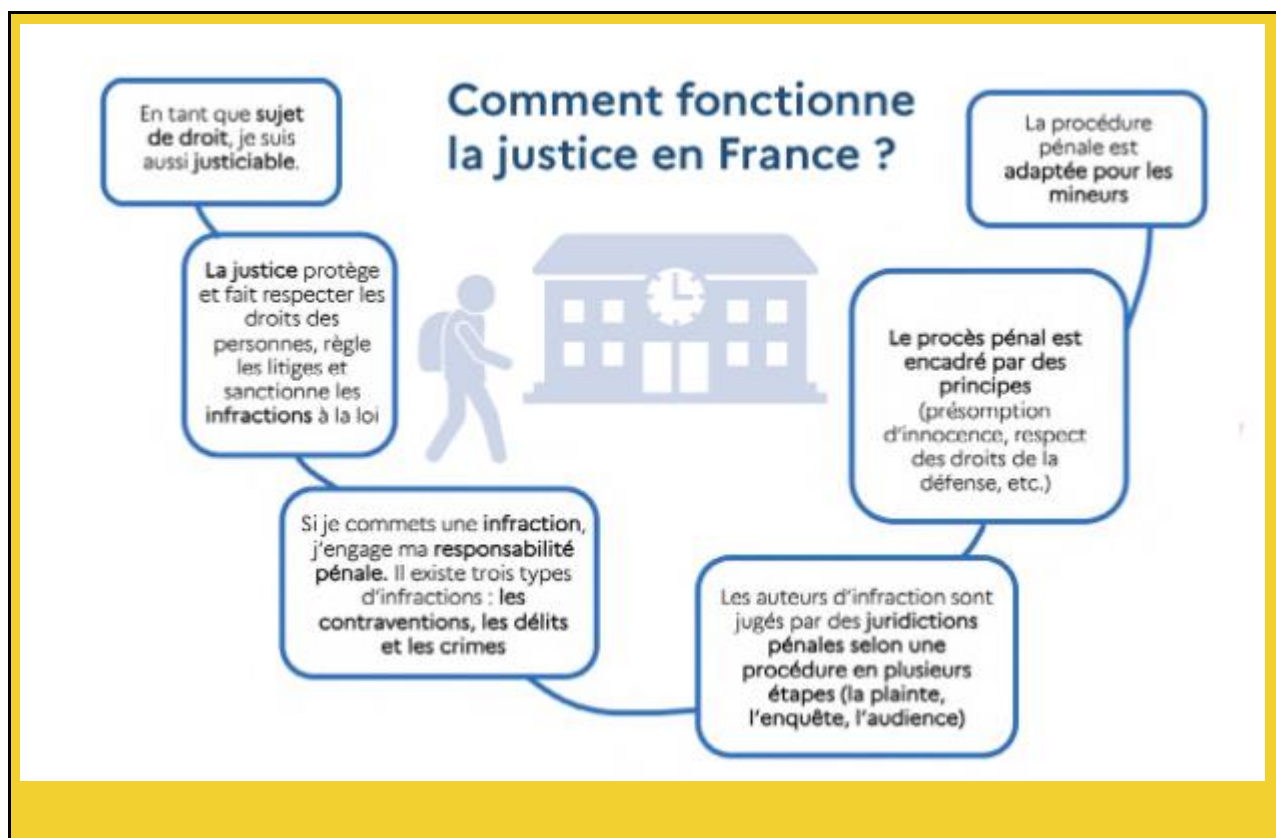 Comment fonctionne
la justice en France ?
En tant que sujet
de droit, je suis
aussi justiciable.
La justice protège
et fait respecter les
droits des
personnes, règle
les litiges et
sanctionne les
infractions à la loi
Si je commets une infraction,
j'engage ma responsabilité
pénale. Il existe trois types
d'infractions : les
contraventions, les délits
et les crimes
Les auteurs d'infraction sont
jugés par des juridictions
pénales selon une
procédure en plusieurs
étapes (la plainte,
l'enquête, l'audience)
Le procès pénal est
encadré par des
principes
(présomption
d'innocence, respect
des droits de la
défense, etc.)
La procédure
pénale est
adaptée pour les
mineurs